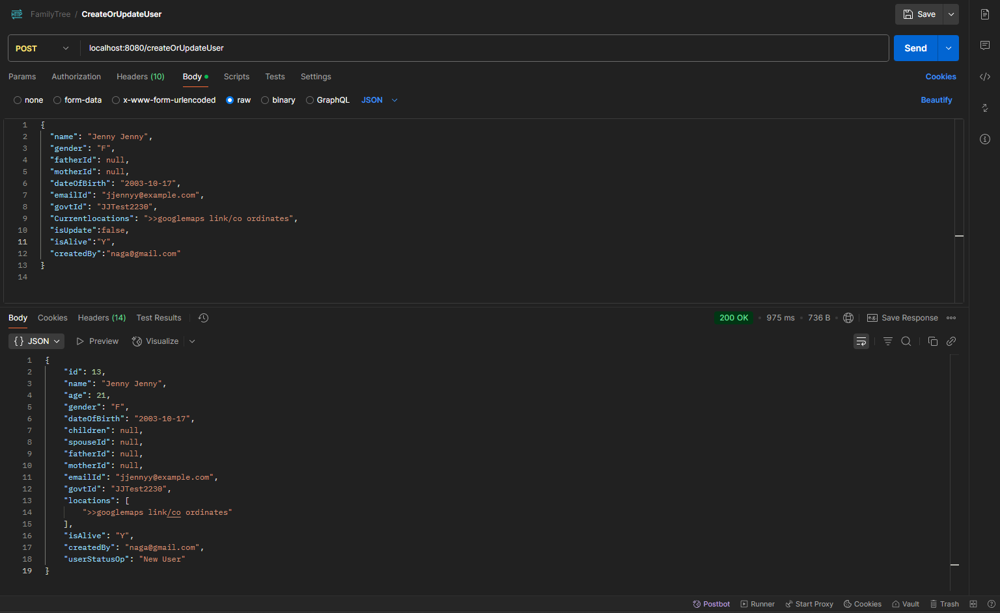 HTTP FamilyTree / CreateOrUpdateUser Save
POST localhost:8080/createOrUpdateUser Send
Params Authorization Headers (10) Body Scripts Tests Settings Cookies
none form-data x-www-form-urlencoded raw binary GraphQL JSON Beautify
1 {
2 "name": "Jenny Jenny",
3 "gender": "F",
4 "fatherId": null,
5 "motherId": null,
6 "dateOfBirth": "2003-10-17",
7 "emailId": "jjennyy@example.com",
8 "govtId": "JJTest2230",
9 "Currentlocations": ">>googlemaps link/co ordinates",
10 "isUpdate":false,
11 "isAlive":"Y",
12 "createdBy":"naga@gmail.com"
13 }
14
Body Cookies Headers (14) Test Results 200 OK 975 ms 736 B e.g. Save Response
{} JSON Preview Visualize
1 {
2 "id": 13,
3 "name": "Jenny Jenny",
4 "age": 21,
5 "gender": "F",
6 "dateOfBirth": "2003-10-17",
7 "children": null,
8 "spouseId": null,
9 "fatherId": null,
10 "motherId": null,
11 "emailId": "jjennyy@example.com",
12 "govtId": "JJTest2230",
13 "locations": [
14 ">>googlemaps link/co ordinates"
15 ],
16 "isAlive": "Y",
17 "createdBy": "naga@gmail.com",
18 "userStatusOp": "New User"
19 }
Postbot Runner Start Proxy Cookies Vault Trash